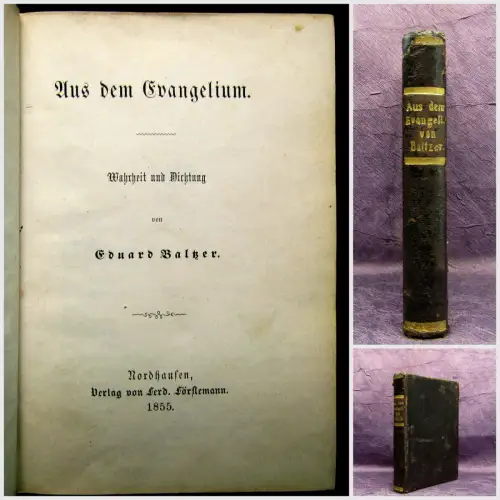 Aus dem Evangelium.
Wahrheit und Dichtung
von
Eduard Baltzer.
Nordhausen,
Verlag von Ferd. Förstemann.
1855.
Aus dem
Evangeli.
von
Baltzer.